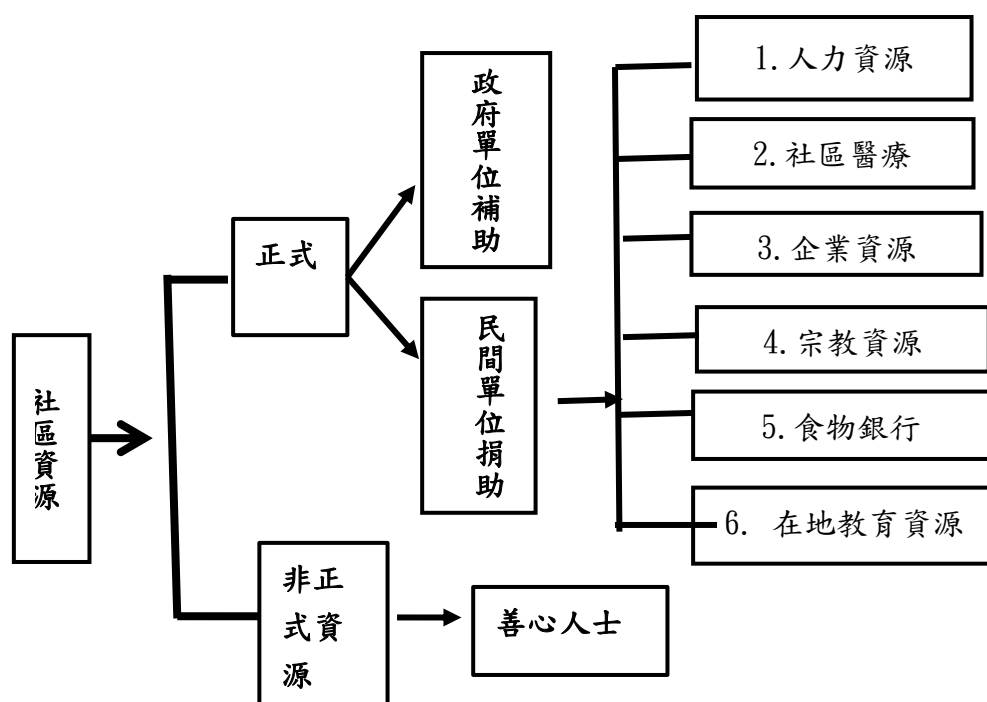 社區資源
正式
政府單位補助
民間單位捐助
1.人力資源
2.社區醫療
3.企業資源
4.宗教資源
5.食物銀行
6. 在地教育資源
非正
式資
源
善心人士